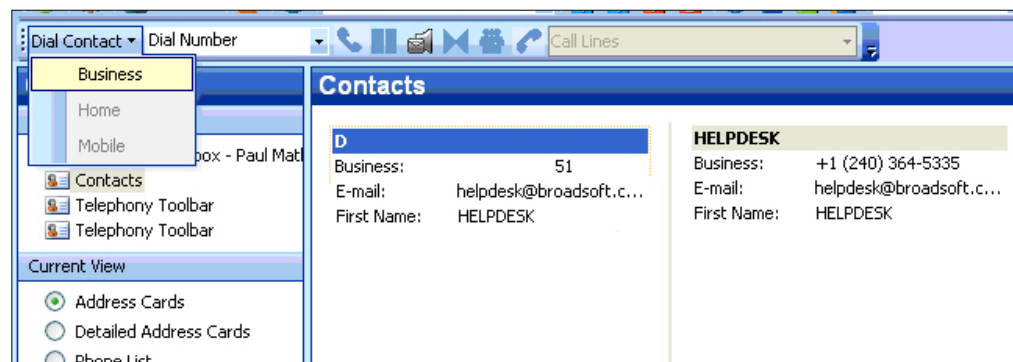 Dial Contact Dial Number Call Lines
Business
Home
Mobile
box - Paul Mat
Contacts
Telephony Toolbar
Telephony Toolbar
Current View
Address Cards
Detailed Address Cards
Phone List
Contacts
D
Business: 51
E-mail: helpdesk@broadsoft.c...
First Name: HELPDESK
HELPDESK
Business: +1 (240) 364-5335
E-mail: helpdesk@broadsoft.c...
First Name: HELPDESK